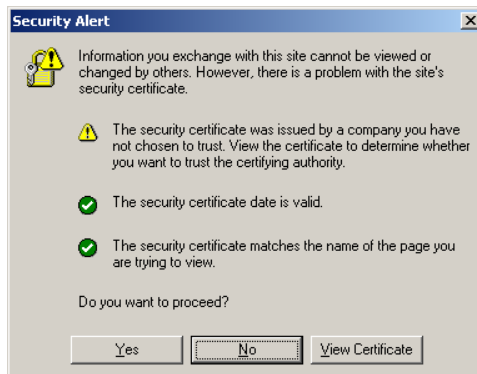 Security Alert
Information you exchange with this site cannot be viewed or
changed by others. However, there is a problem with the site's
security certificate.
The security certificate was issued by a company you have
not chosen to trust. View the certificate to determine whether
you want to trust the certifying authority.
The security certificate date is valid.
The security certificate matches the name of the page you
are trying to view.
Do you want to proceed?
Yes No View Certificate